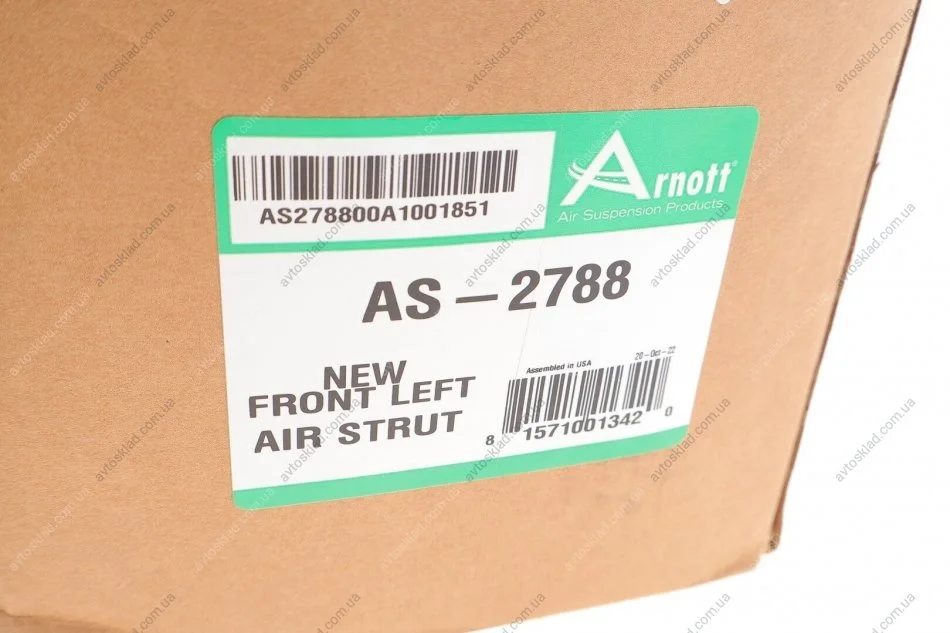 AS278800A1001851
Arnott®
Air Suspension Products
AS-2788
NEW
FRONT LEFT
AIR STRUT
Assembled in USA
20-Oct-22
8 1571001342 0
avtosklad.com.ua